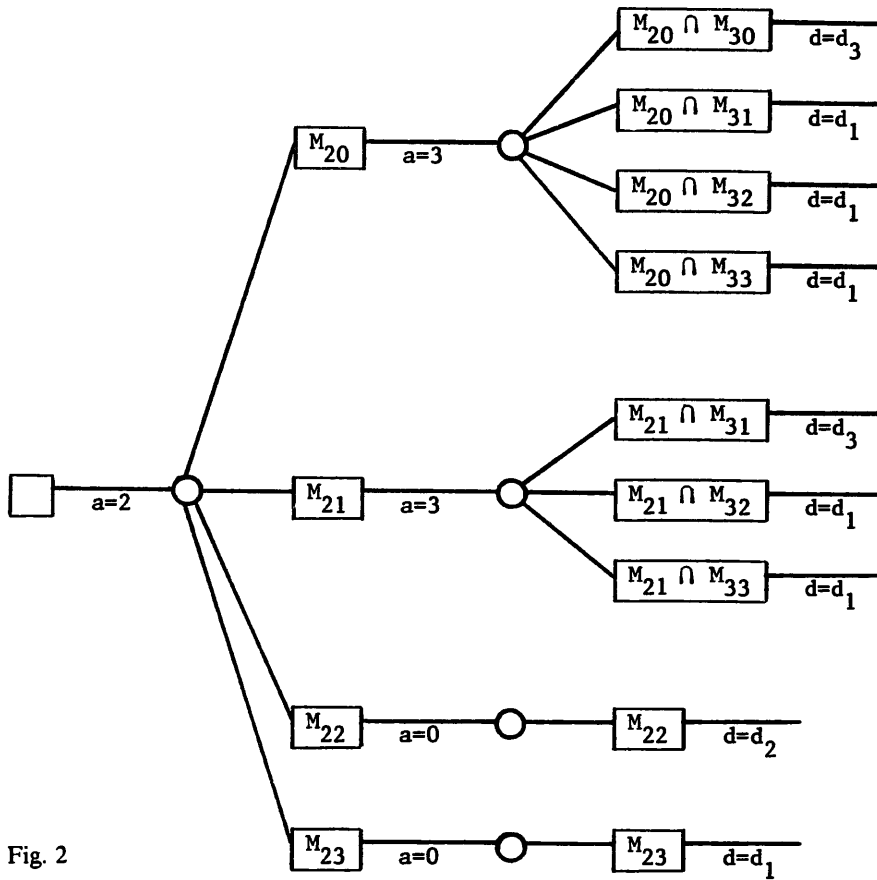 M20 ∩ M30
d=d3
M20 ∩ M31
d=d1
M20
a=3
M20 ∩ M32
d=d1
M20 ∩ M33
d=d1
M21 ∩ M31
d=d3
a=2
M21
a=3
M21 ∩ M32
d=d1
M21 ∩ M33
d=d1
M22
a=0
M22
d=d2
M23
a=0
M23
d=d1
Fig. 2